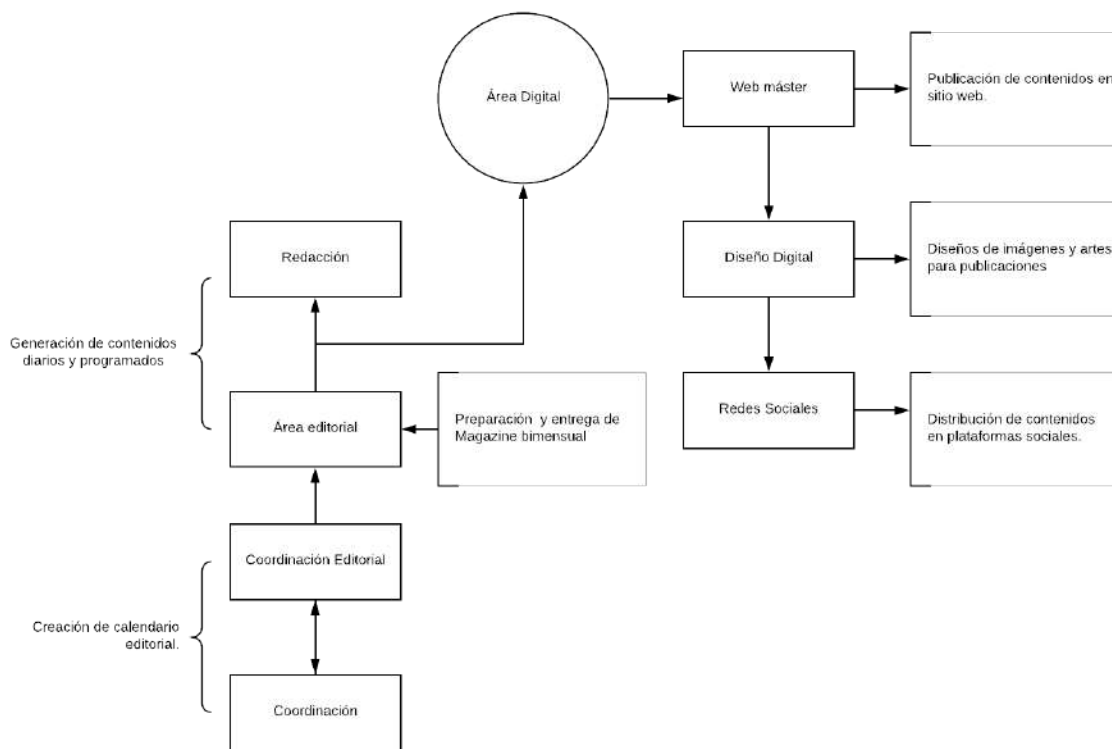 Área Digital
Web máster
Publicación de contenidos en
sitio web.
Redacción
Diseño Digital
Diseños de imágenes y artes
para publicaciones
Generación de contenidos
diarios y programados
Área editorial
Preparación y entrega de
Magazine bimensual
Redes Sociales
Distribución de contenidos
en plataformas sociales.
Coordinación Editorial
Creación de calendario
editorial.
Coordinación